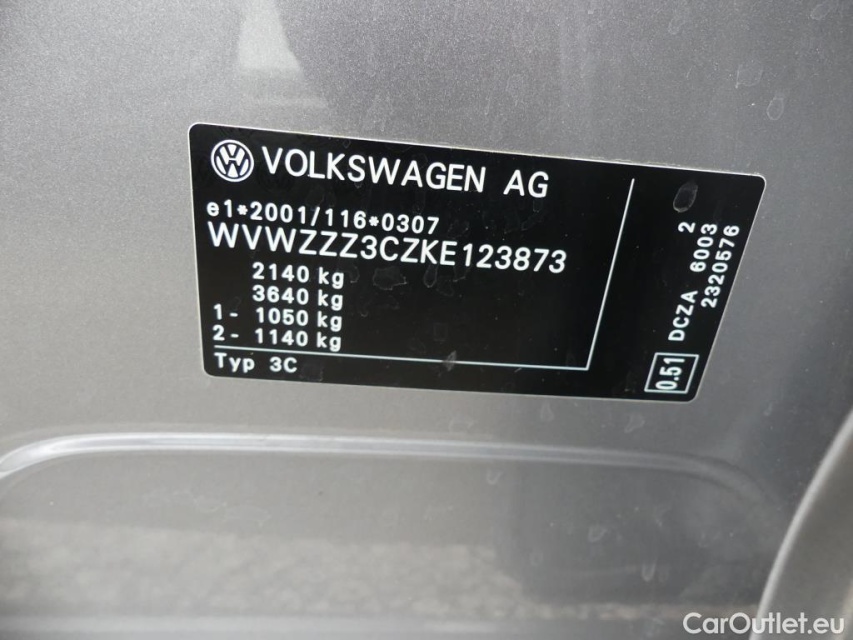 VOLKSWAGEN AG
e1*2001/116*0307
WVWZZZ3CZKE123873
2140 kg
3640 kg
1- 1050 kg
2- 1140 kg
Typ 3C
2
DCZA 6003
2320576
0.51
CarOutlet.eu